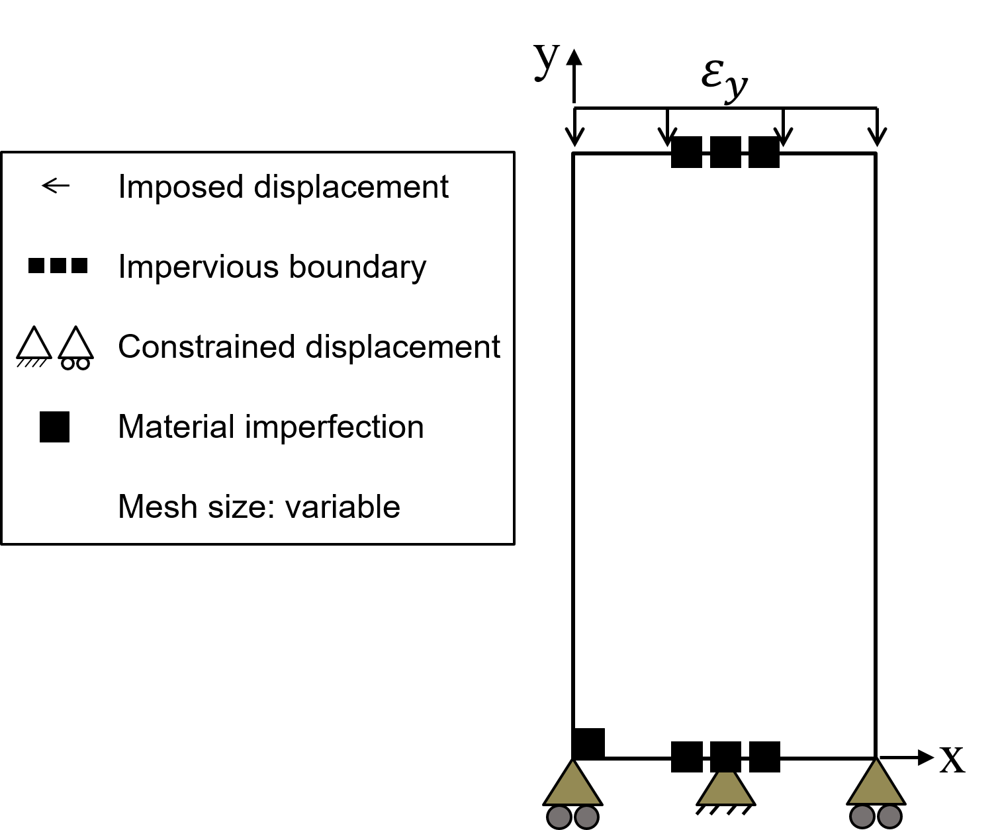 y
εy
Imposed displacement
Impervious boundary
Constrained displacement
Material imperfection
Mesh size: variable
x